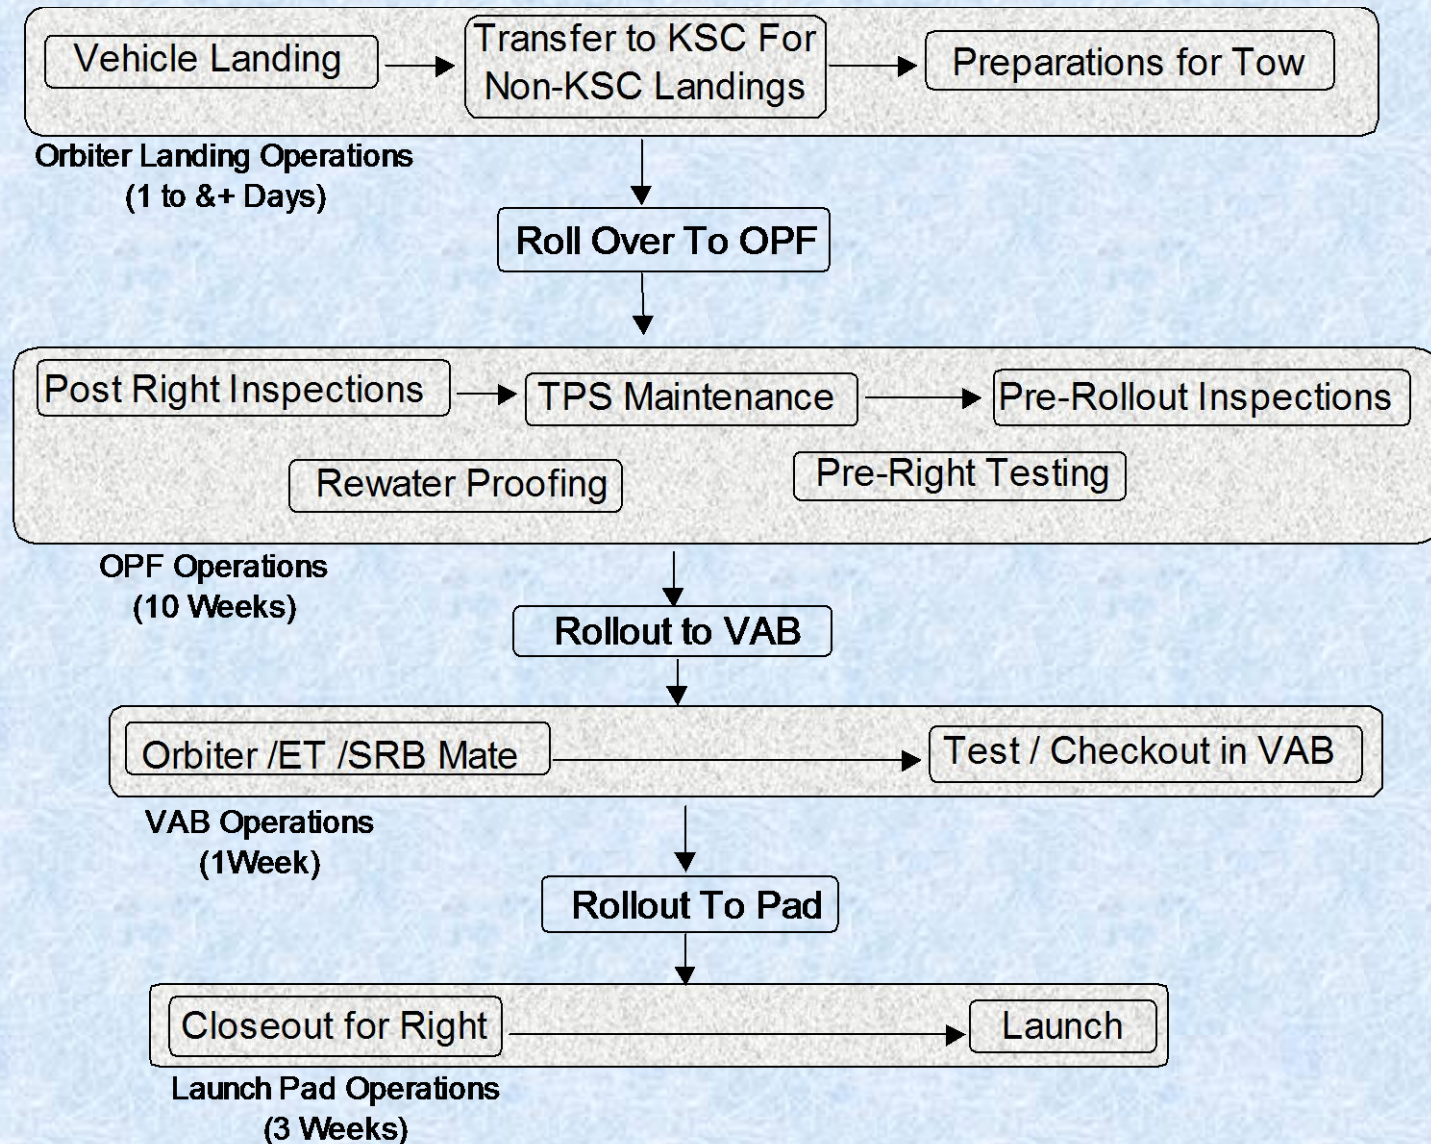 Vehicle Landing
Transfer to KSC For
Non-KSC Landings
Preparations for Tow
Orbiter Landing Operations
(1 to &+ Days)
Roll Over To OPF
Post Right Inspections
TPS Maintenance
Pre-Rollout Inspections
Rewater Proofing
Pre-Right Testing
OPF Operations
(10 Weeks)
Rollout to VAB
Orbiter /ET /SRB Mate
Test / Checkout in VAB
VAB Operations
(1Week)
Rollout To Pad
Closeout for Right
Launch
Launch Pad Operations
(3 Weeks)